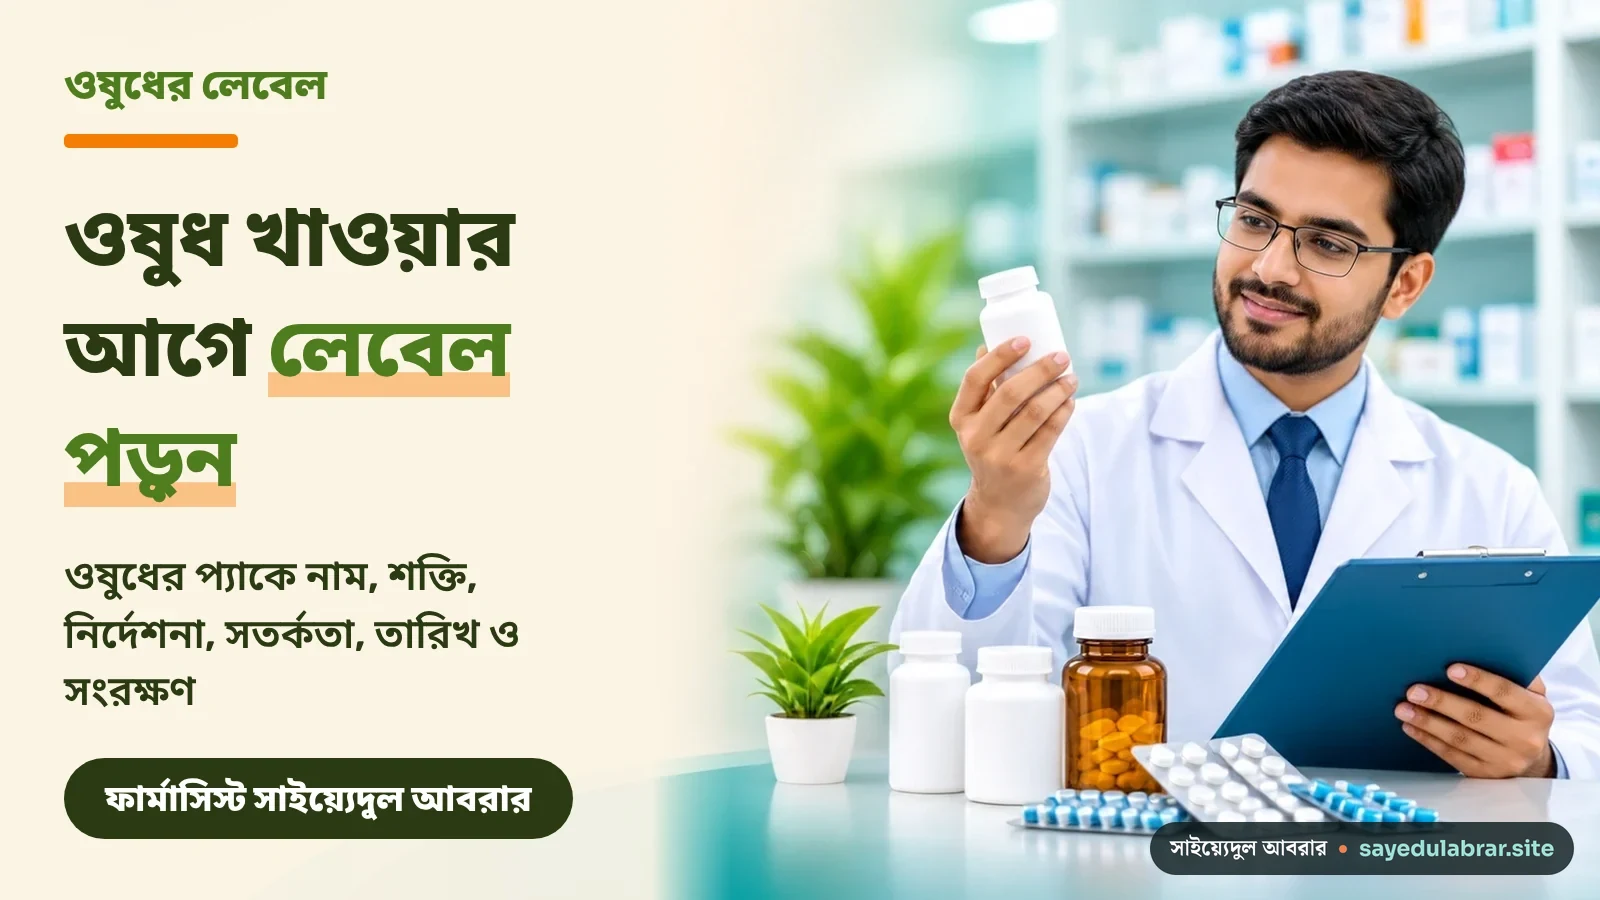 ওষুধের লেবেল
ওষুধ খাওয়ার
আগে লেবেল
পড়ুন
ওষুধের প্যাকে নাম, শক্তি,
নির্দেশনা, সতর্কতা, তারিখ ও
সংরক্ষণ
ফার্মাসিস্ট সাইয়্যেদুল আবরার
সাইয়্যেদুল আবরার • sayedulabrar.site